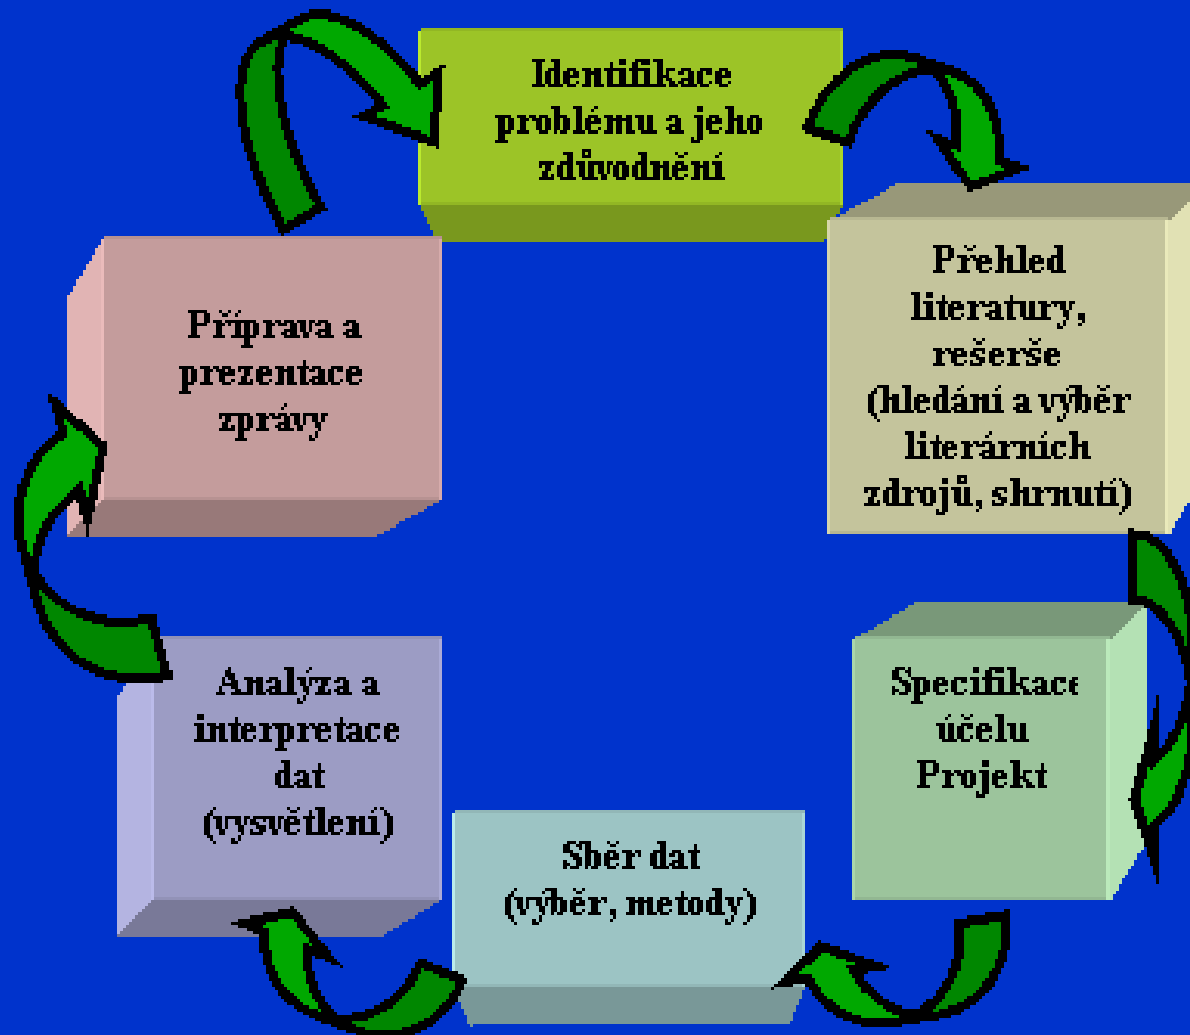 Identifikace
problému a jeho
zdůvodnění
Přehled
literatury,
rešerše
(hledání a výběr
literárních
zdrojů, shrnutí)
Specifikace
účelu
Projekt
Sběr dat
(výběr, metody)
Analýza a
interpretace
dat
(vysvětlení)
Příprava a
prezentace
zprávy